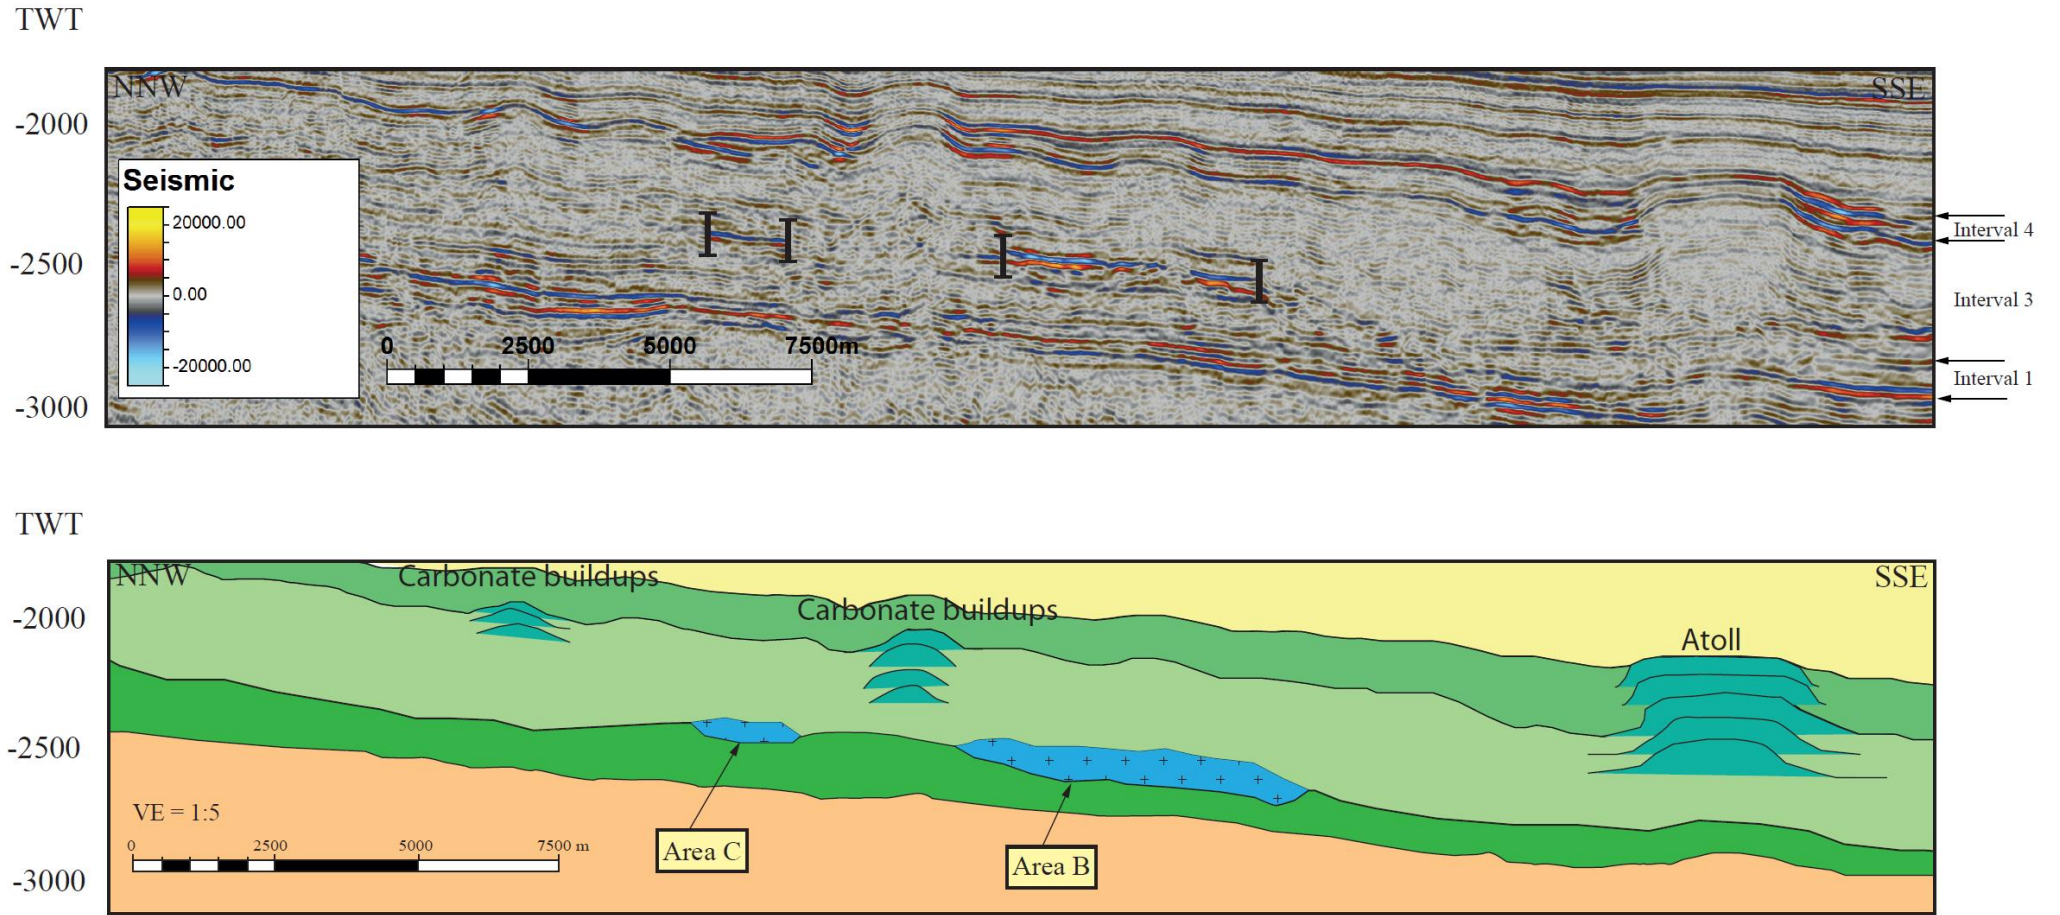 TWT
NNW
SSE
-2000
Seismic
20000.00
0.00
-20000.00
-2500
Interval 4
Interval 3
0 2500 5000 7500m
Interval 1
-3000
TWT
NNW
Carbonate buildups
SSE
Carbonate buildups
-2000
Atoll
-2500
VE = 1:5
0 2500 5000 7500 m
Area C
Area B
-3000